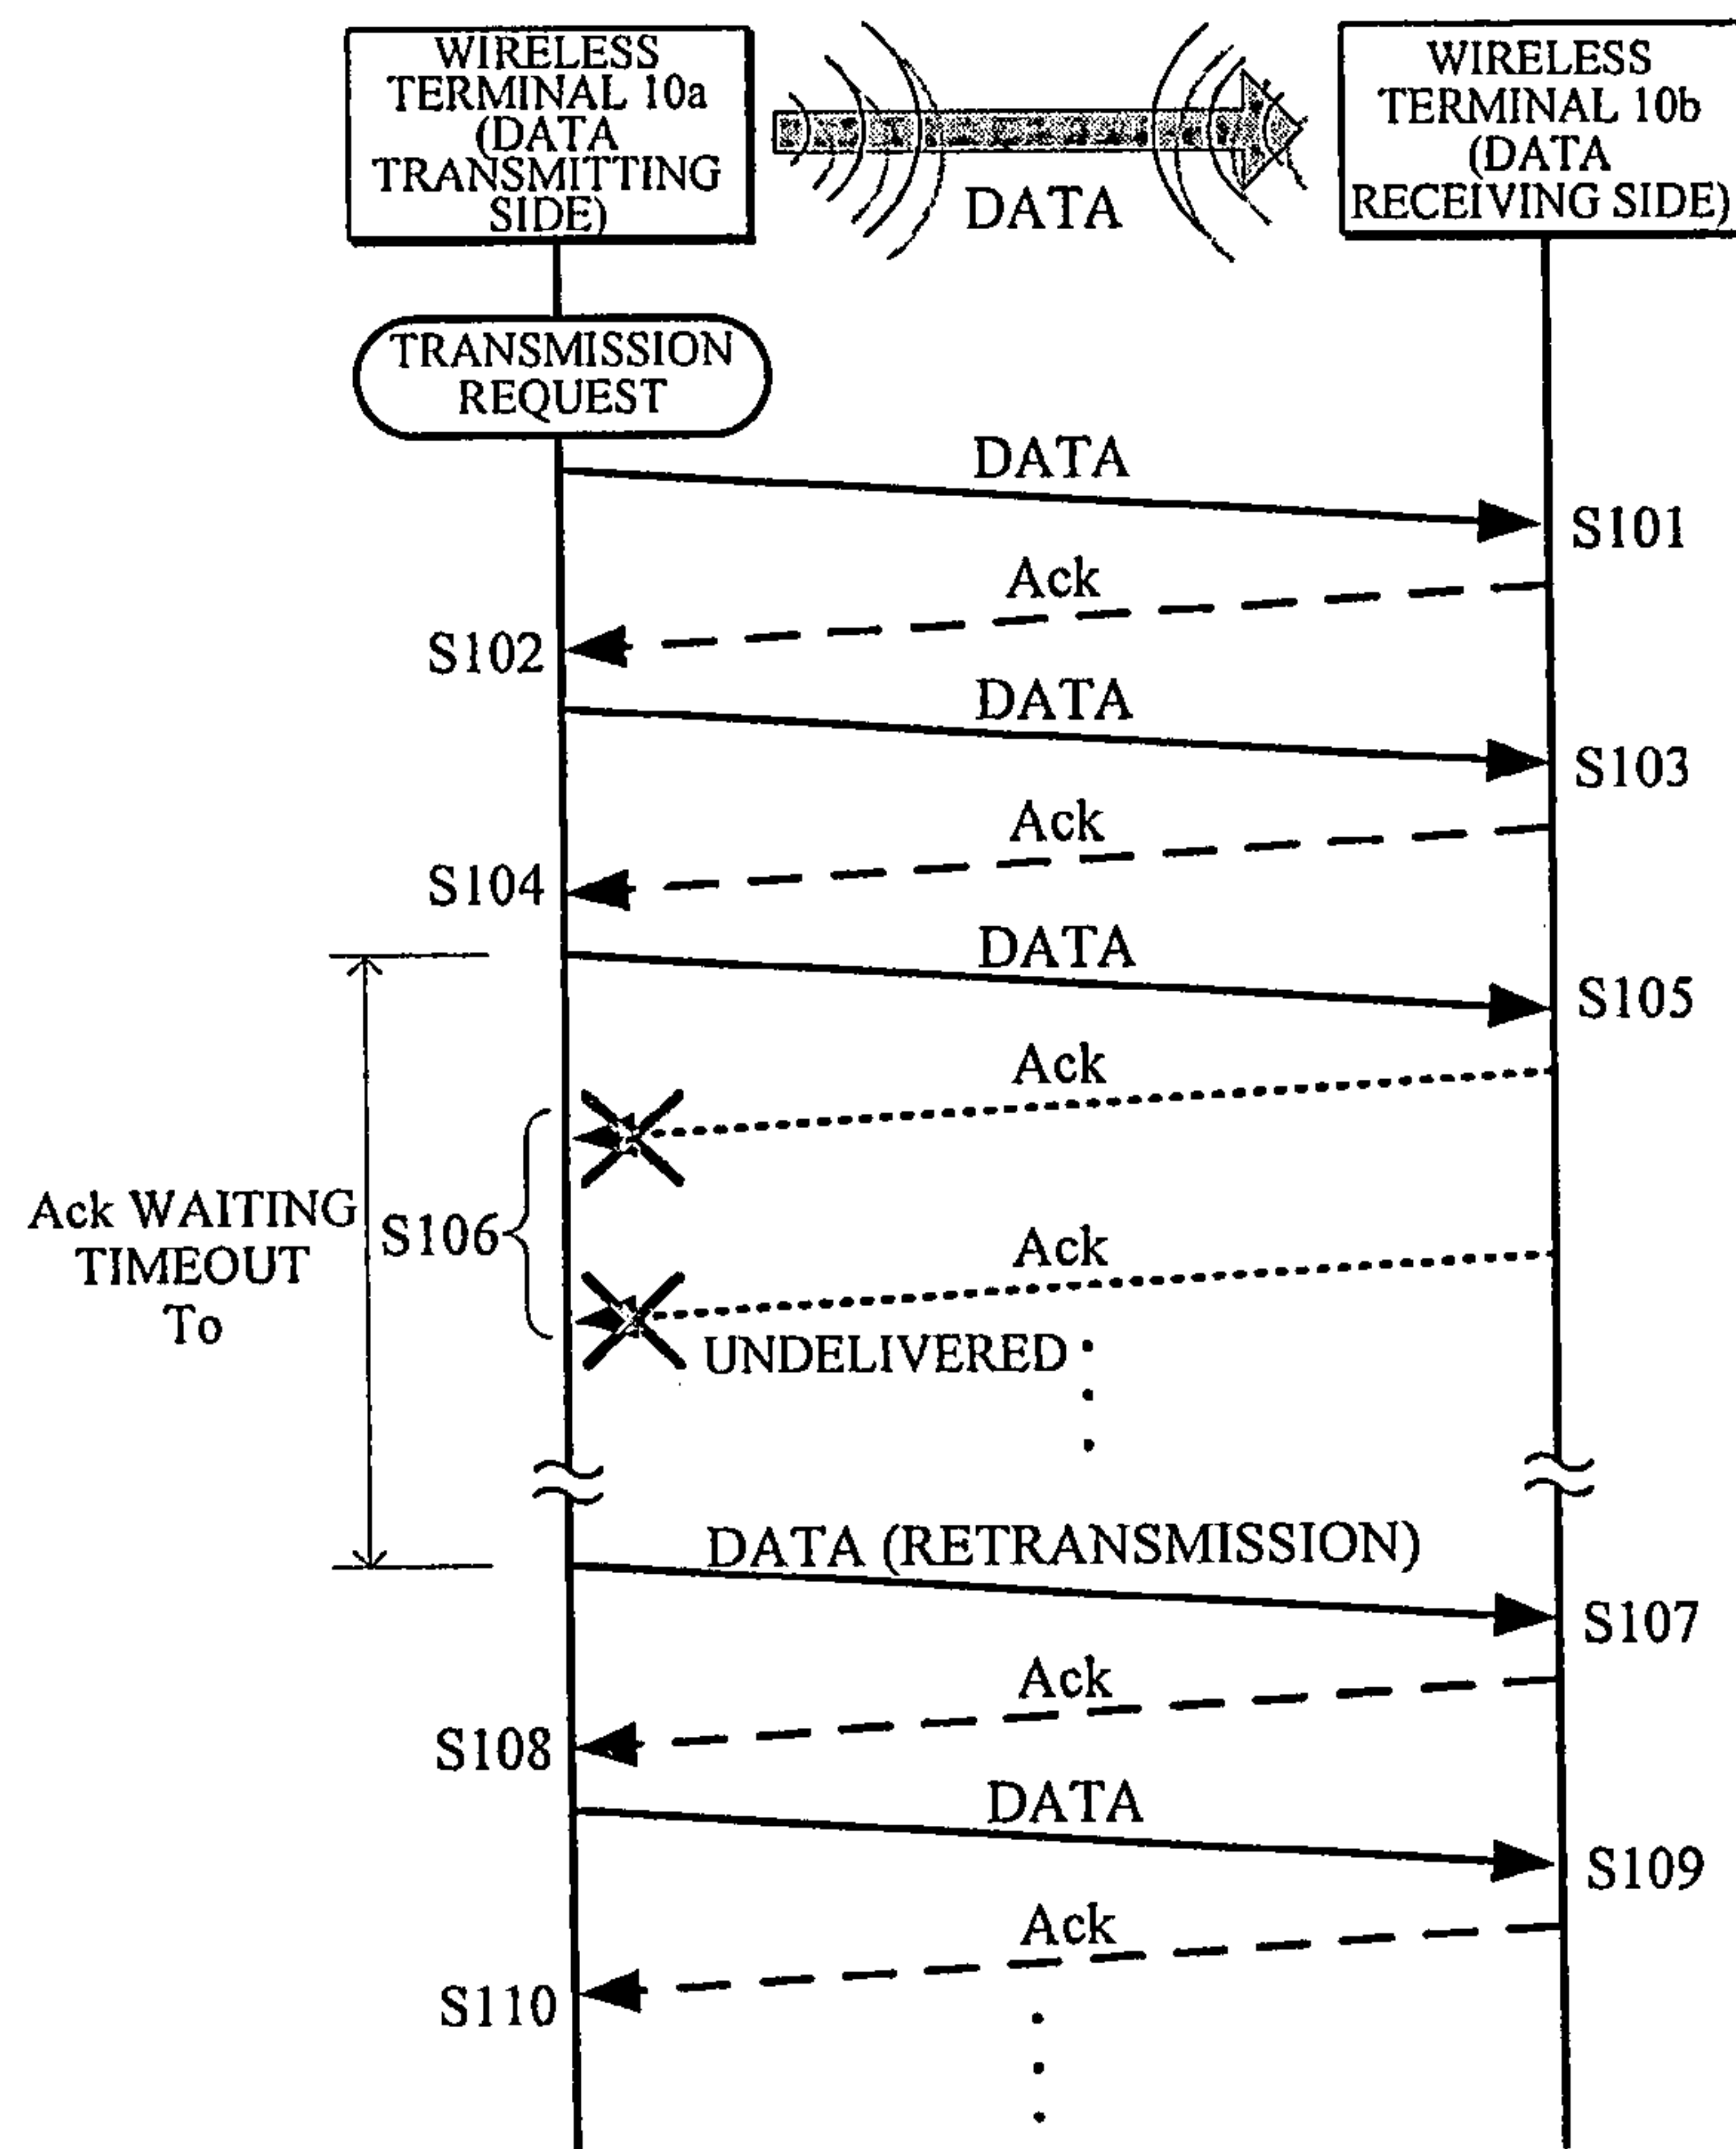 WIRELESS
TERMINAL 10a
(DATA
TRANSMITTING
SIDE)
DATA
WIRELESS
TERMINAL 10b
(DATA
RECEIVING SIDE)
TRANSMISSION
REQUEST
DATA
S101
Ack
S102
DATA
S103
Ack
S104
DATA
S105
Ack
Ack WAITING
TIMEOUT
To
S106
Ack
UNDELIVERED
DATA (RETRANSMISSION)
S107
Ack
S108
DATA
S109
Ack
S110